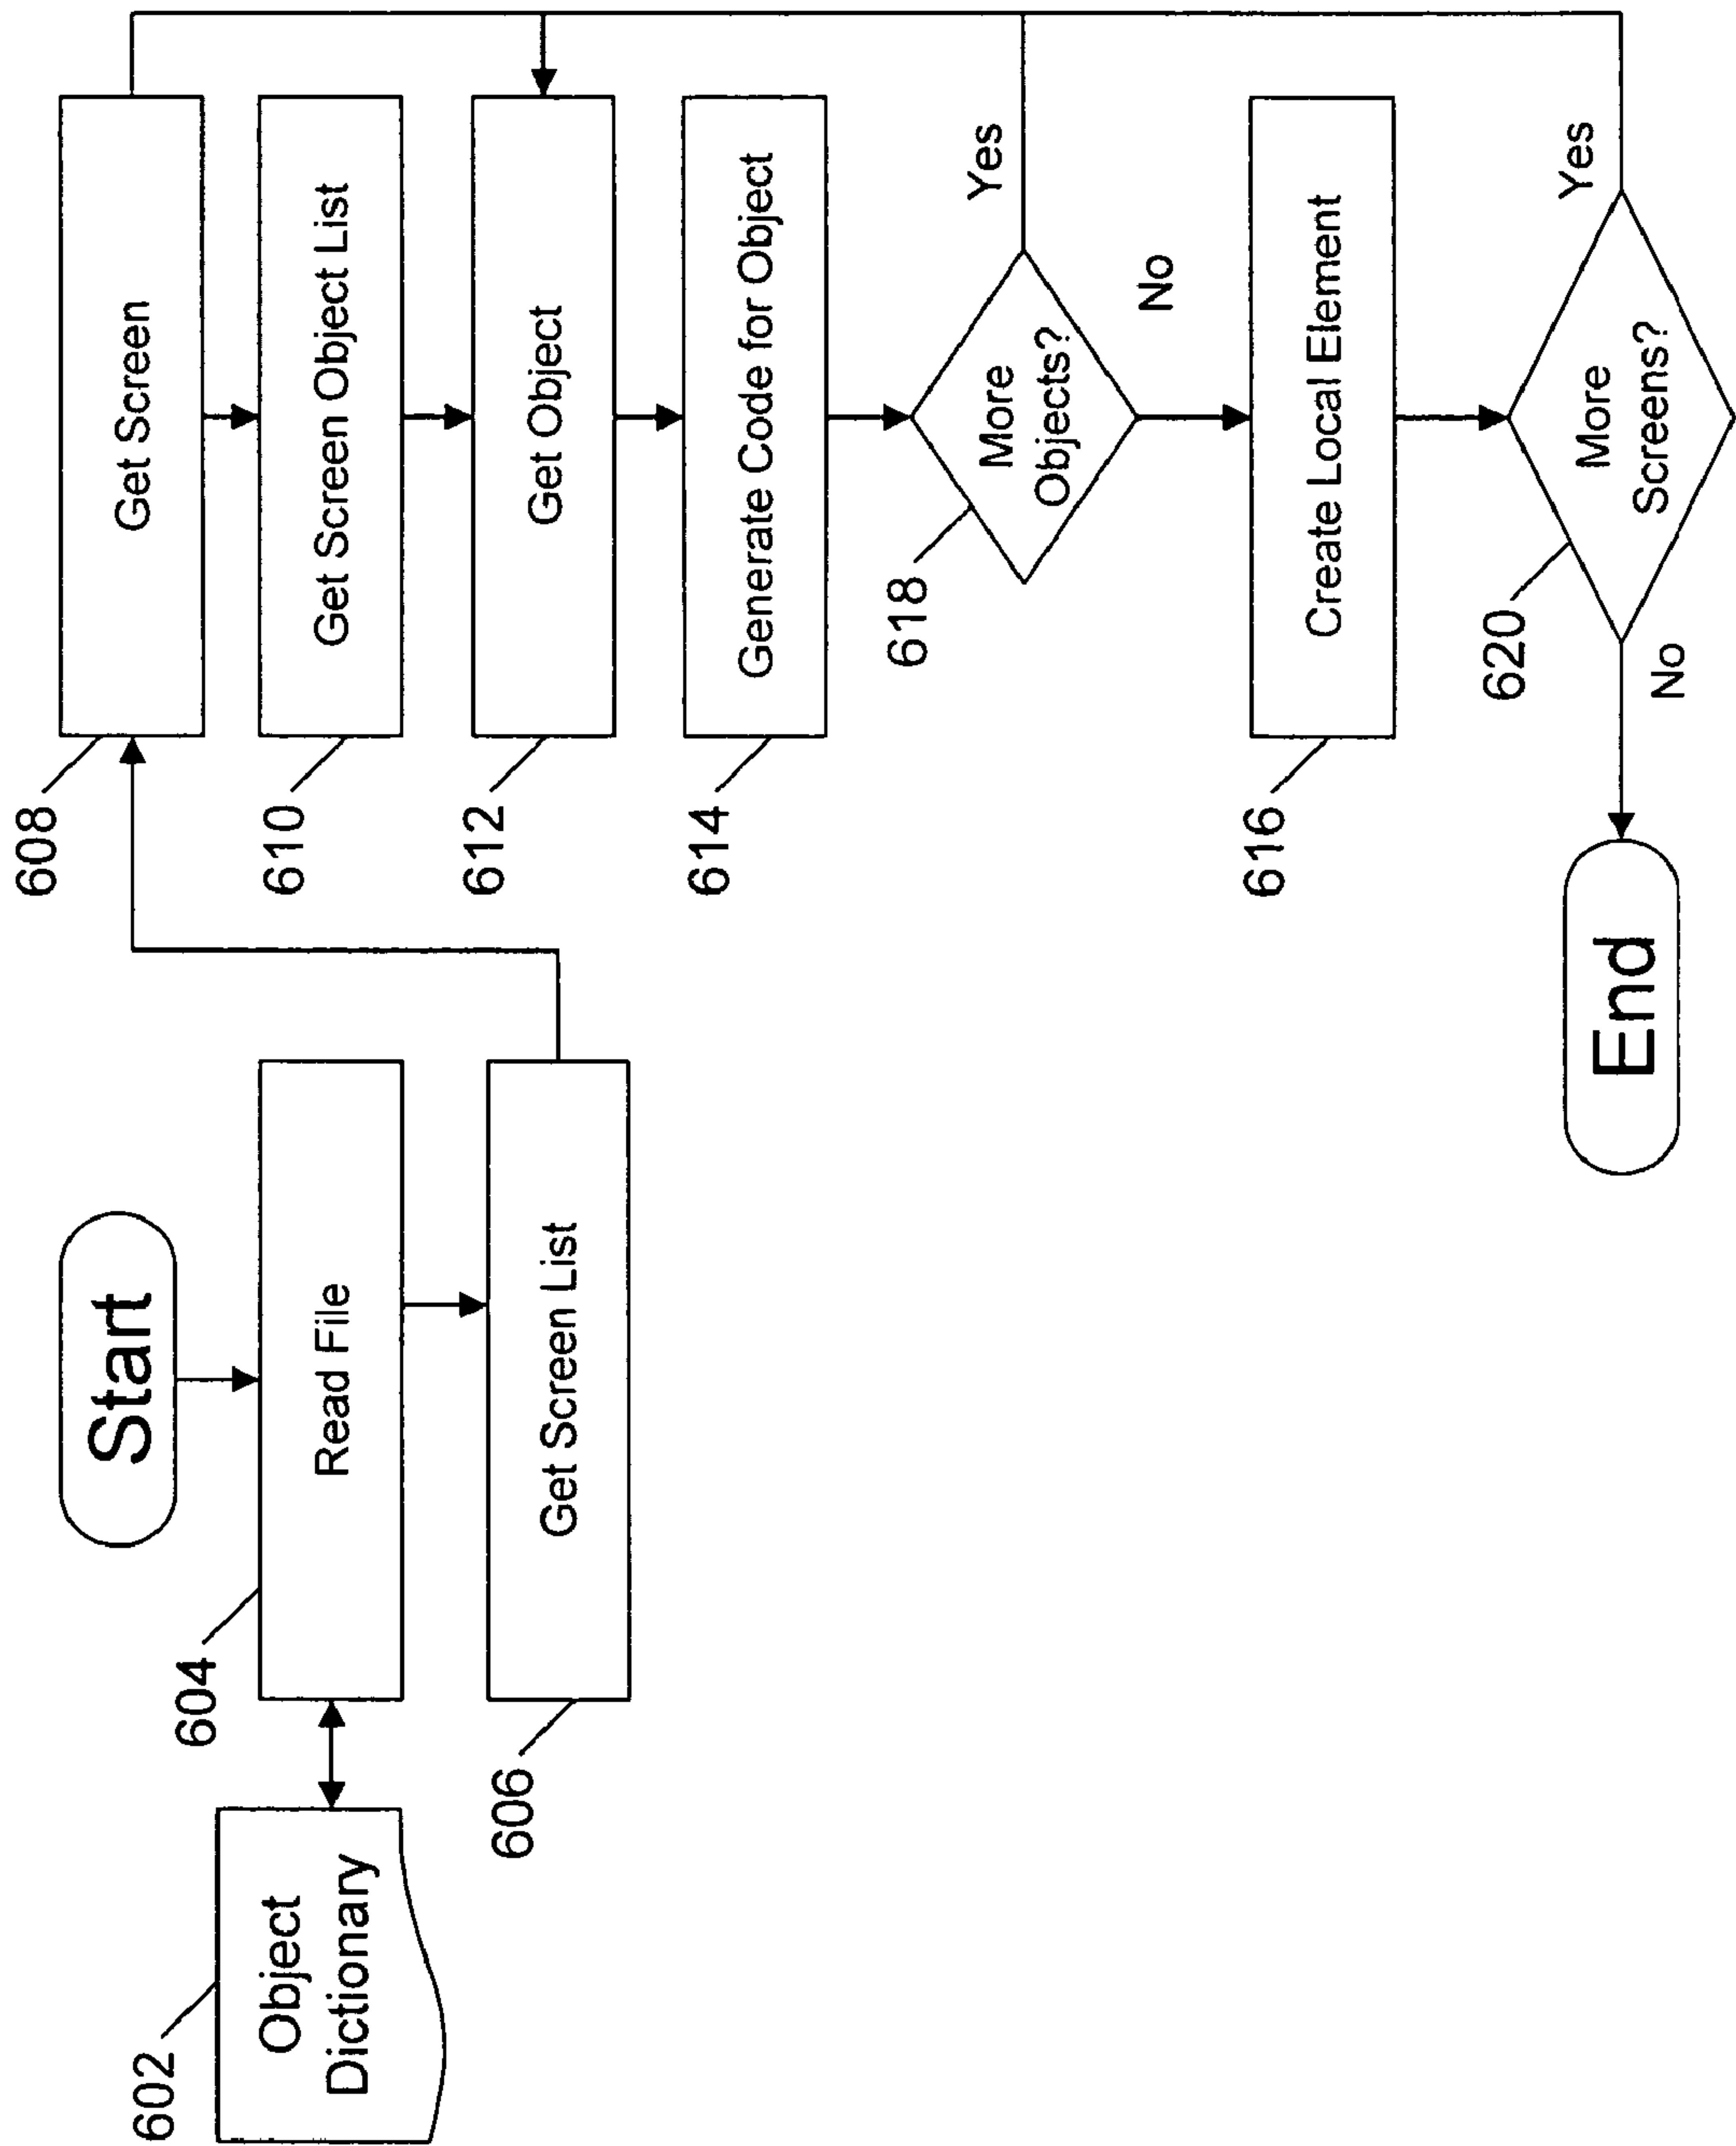 Start
604
Read File
602
Object
Dictionary
606
Get Screen List
608
Get Screen
610
Get Screen Object List
612
Get Object
614
Generate Code for Object
618
More
Objects?
Yes
No
616
Create Local Element
620
More
Screens?
Yes
No
End